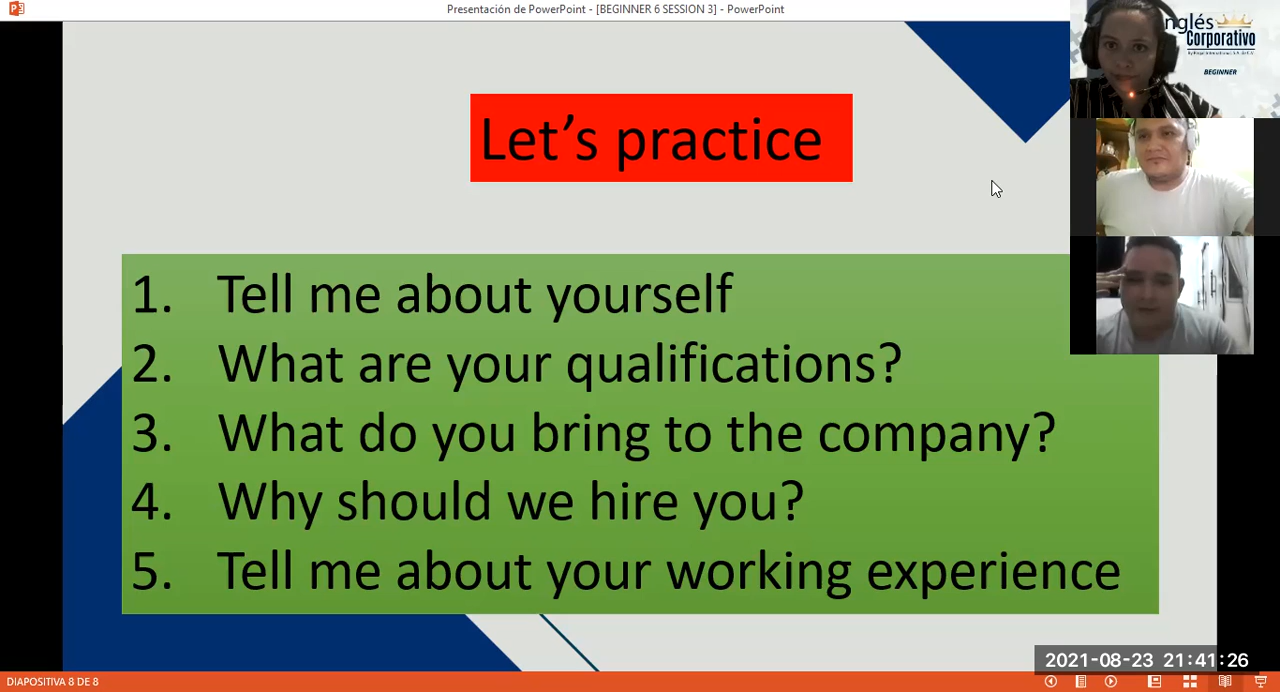 Presentación de PowerPoint - [BEGINNER 6 SESSION 3] - PowerPoint
nglés
Corporativo
BEGINNER
Let's practice
1. Tell me about yourself
2. What are your qualifications?
3. What do you bring to the company?
4. Why should we hire you?
5. Tell me about your working experience
2021-08-23 21:41:26
DIAPOSITIVA 8 DE 8